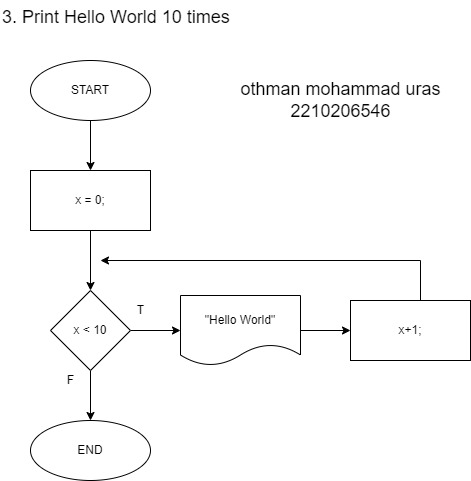 3. Print Hello World 10 times
START
othman mohammad uras
2210206546
x = 0;
x < 10
T
"Hello World"
x+1;
F
END